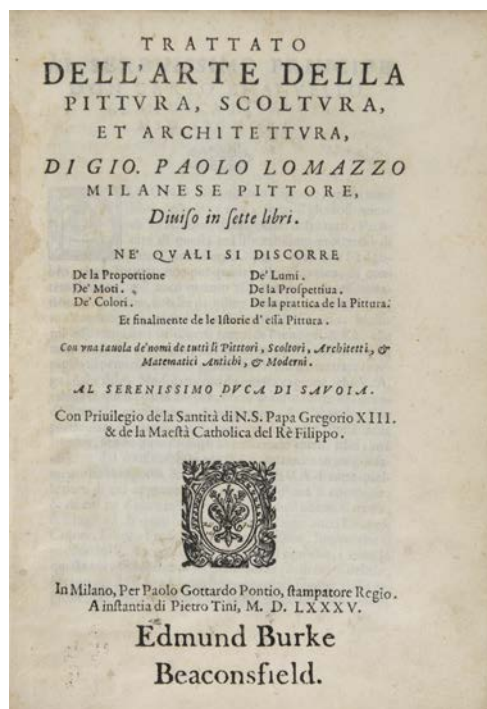 TRATTATO
DELL'ARTE DELLA
PITTVRA, SCOLTVRA,
ET ARCHITETTVRA,
DI GIO. PAOLO LOMAZZO
MILANESE PITTORE,
Diuiſo in ſette libri.
NE' QVALI SI DISCORRE
De la Proportione De' Lumi.
De' Moti. De la Proſpettiua.
De' Colori. De la prattica de la Pittura.
Et finalmente de le Iſtorie d' eſſa Pittura.
Con vna tauola de' nomi de tutti li Pittori, Scoltori, Architetti, &
Matematici Antichi, & Moderni.
AL SERENISSIMO DVCA DI SAVOIA.
Con Priuilegio de la Santità di N.S. Papa Gregorio XIII.
& de la Maeſtà Catholica del Rè Filippo.
In Milano, Per Paolo Gottardo Pontio, ſtampatore Regio.
A inſtantia di Pietro Tini, M. D. LXXXV.
Edmund Burke
Beaconsfield.